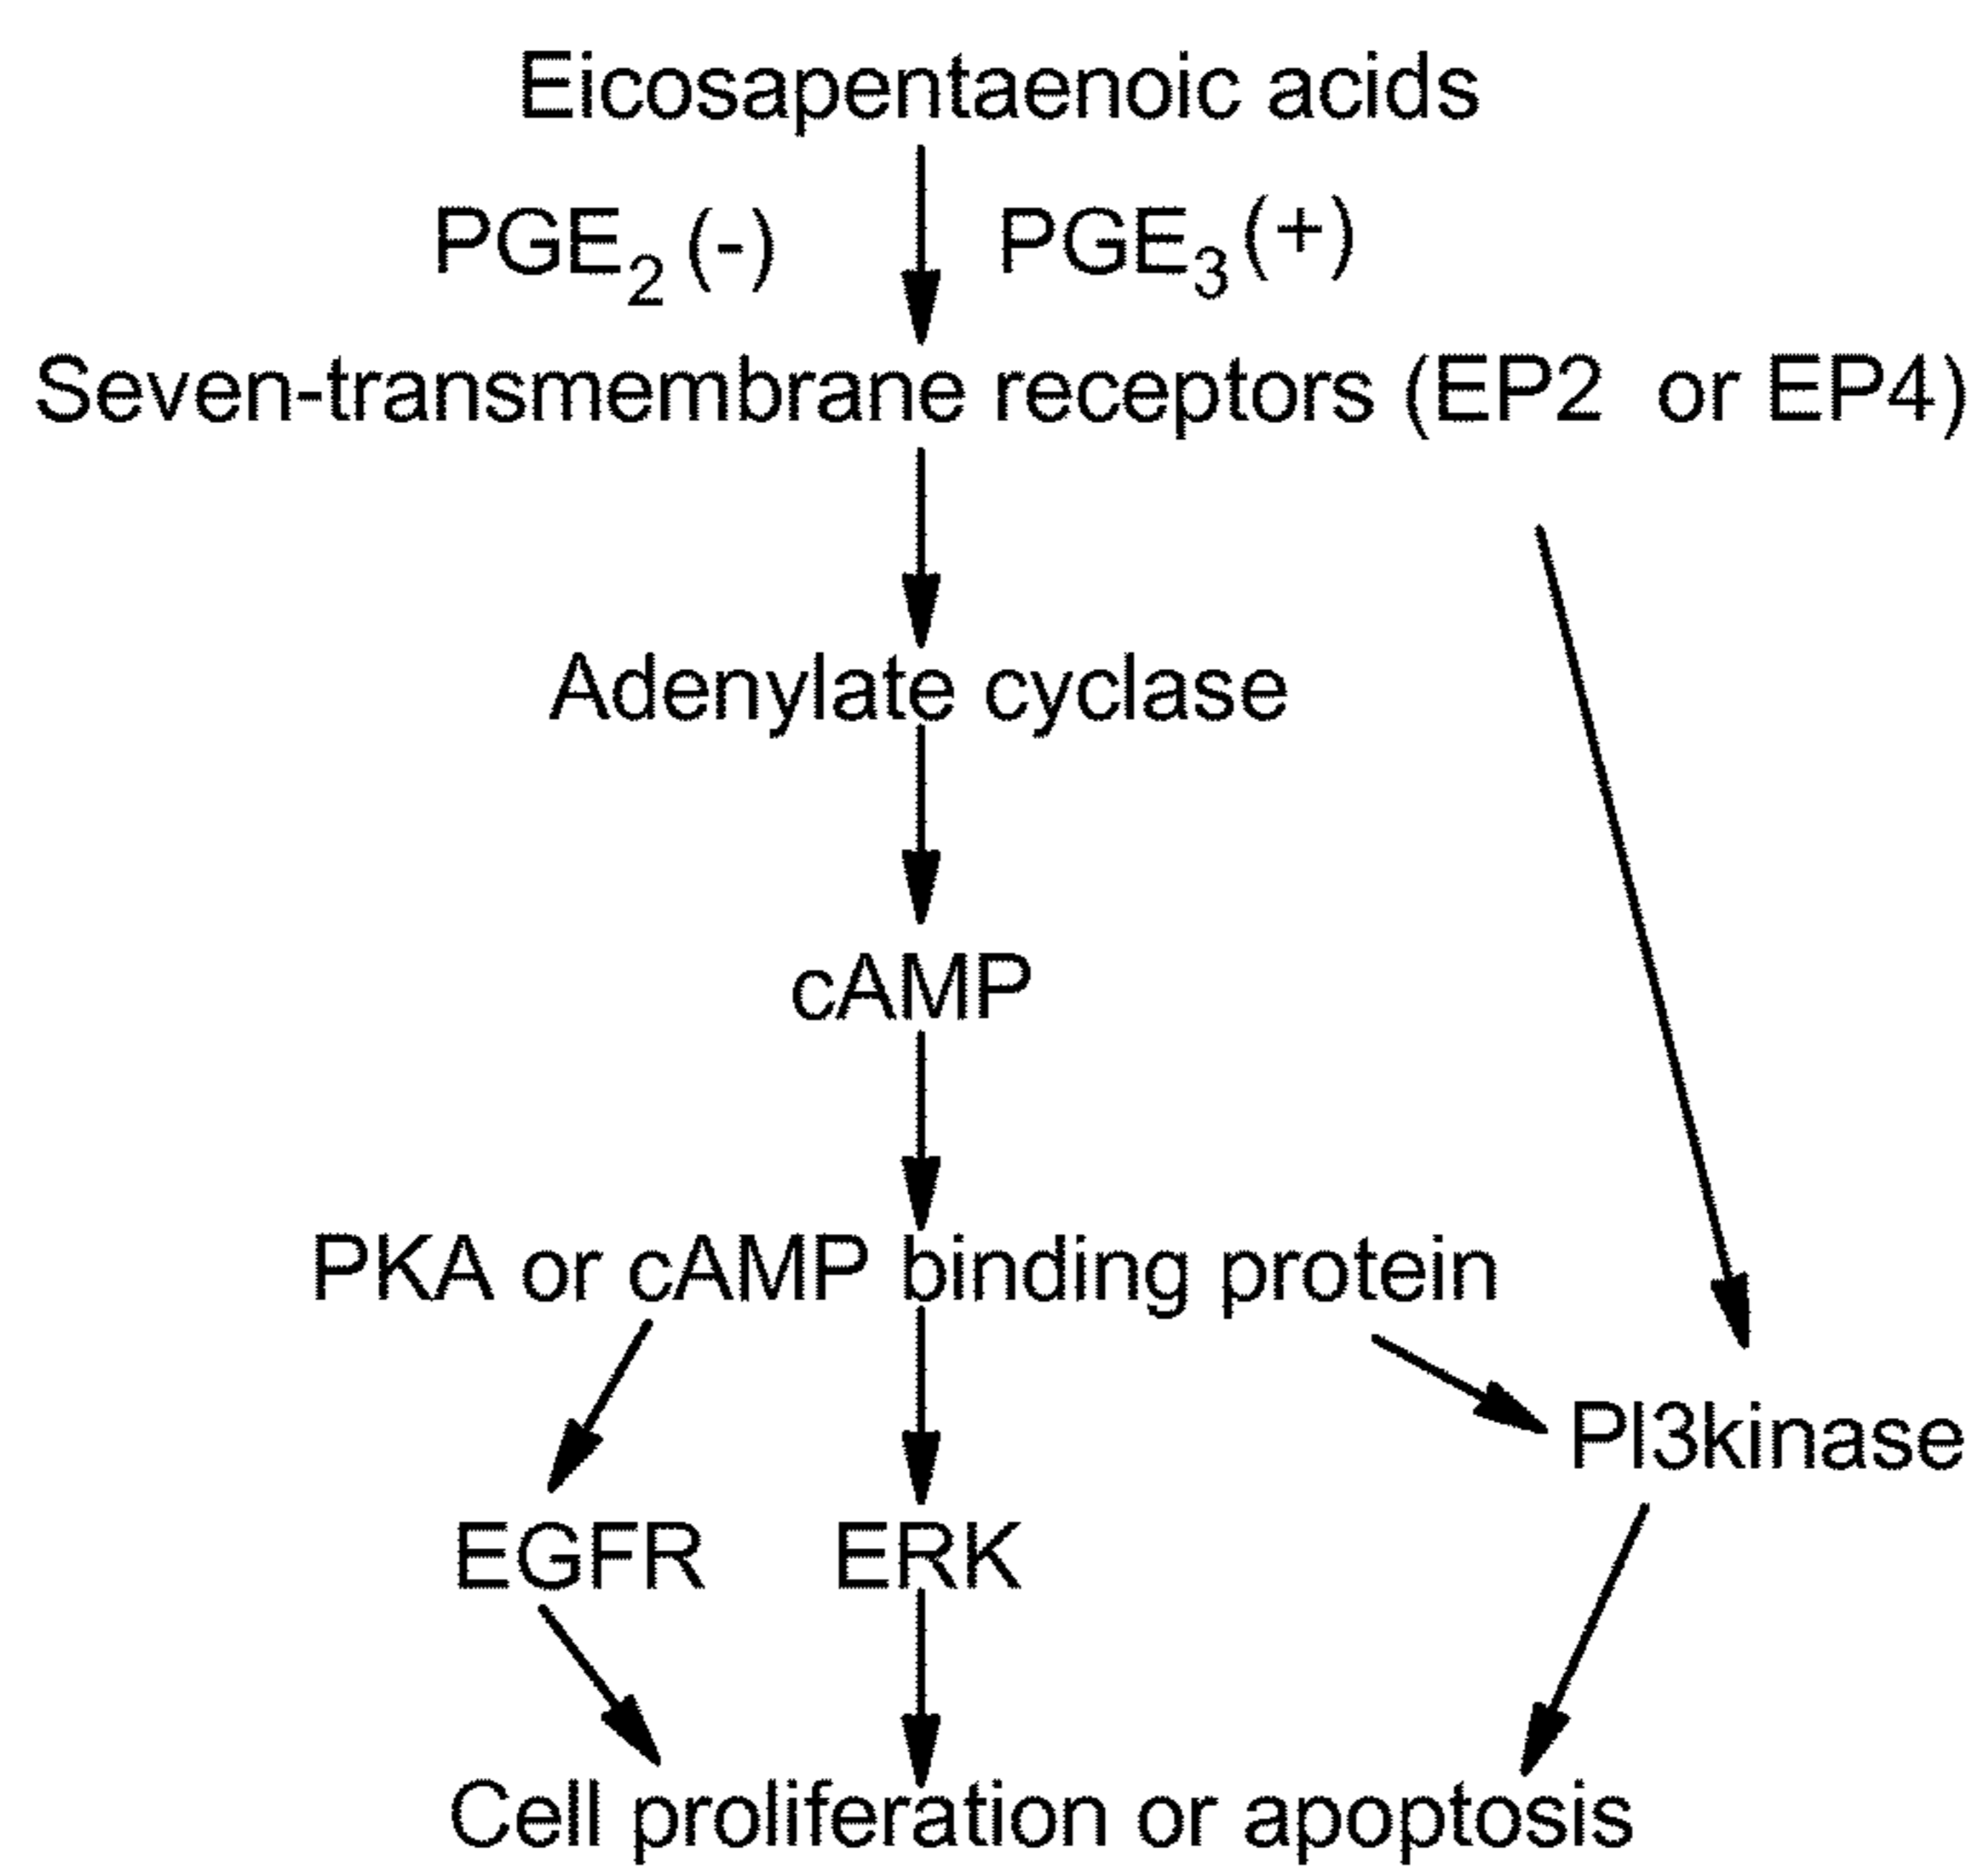 Eicosapentaenoic acids
PGE2 (-) PGE3 (+)
Seven-transmembrane receptors (EP2 or EP4)
Adenylate cyclase
cAMP
PKA or cAMP binding protein
PI3kinase
EGFR ERK
Cell proliferation or apoptosis